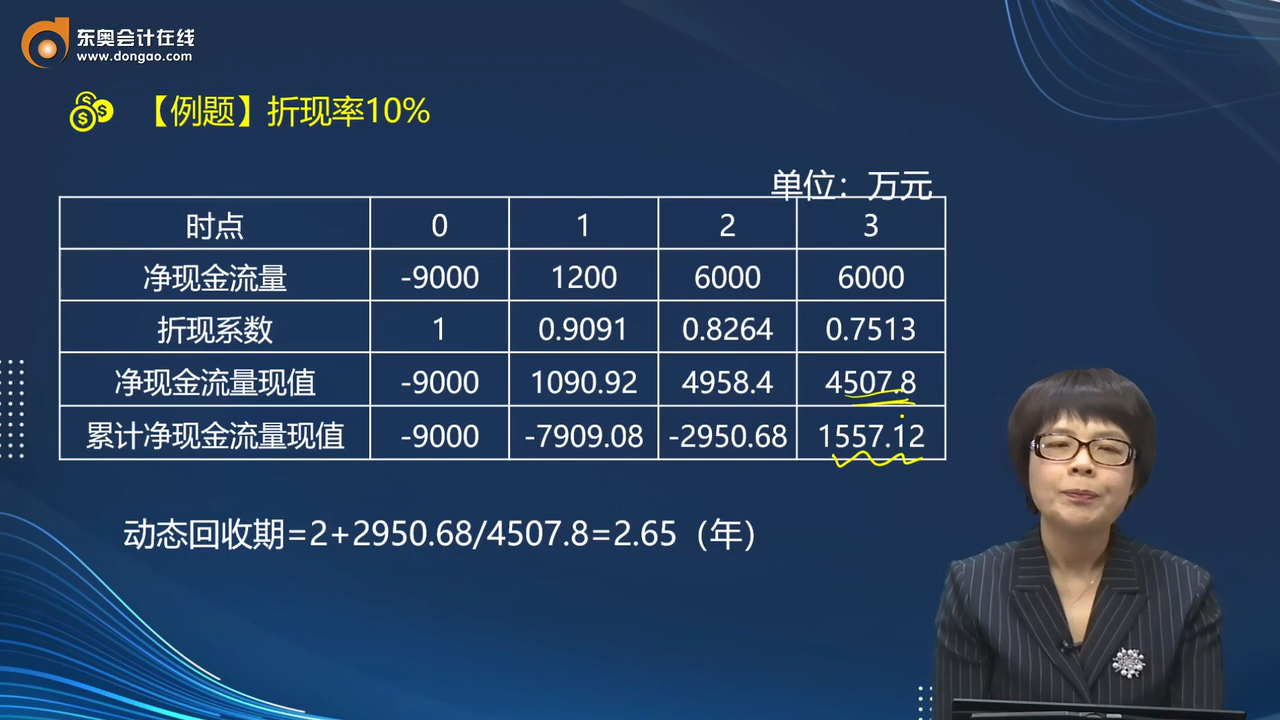 东奥会计在线
www.dongao.com
【例题】折现率10%
单位：万元
时点 0 1 2 3
净现金流量 -9000 1200 6000 6000
折现系数 1 0.9091 0.8264 0.7513
净现金流量现值 -9000 1090.92 4958.4 4507.8
累计净现金流量现值 -9000 -7909.08 -2950.68 1557.12
动态回收期=2+2950.68/4507.8=2.65（年）